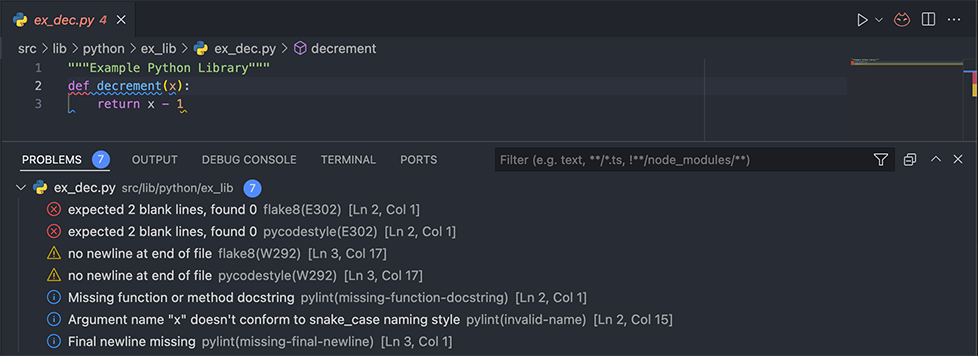 ex_dec.py 4
src > lib > python > ex_lib > ex_dec.py > decrement
1 """Example Python Library"""
2 def decrement(x):
3 return x - 1
PROBLEMS 7 OUTPUT DEBUG CONSOLE TERMINAL PORTS Filter (e.g. text, **/*.ts, !**/node_modules/**)
ex_dec.py src/lib/python/ex_lib 7
expected 2 blank lines, found 0 flake8(E302) [Ln 2, Col 1]
expected 2 blank lines, found 0 pycodestyle(E302) [Ln 2, Col 1]
no newline at end of file flake8(W292) [Ln 3, Col 17]
no newline at end of file pycodestyle(W292) [Ln 3, Col 17]
Missing function or method docstring pylint(missing-function-docstring) [Ln 2, Col 1]
Argument name "x" doesn't conform to snake_case naming style pylint(invalid-name) [Ln 2, Col 15]
Final newline missing pylint(missing-final-newline) [Ln 3, Col 1]